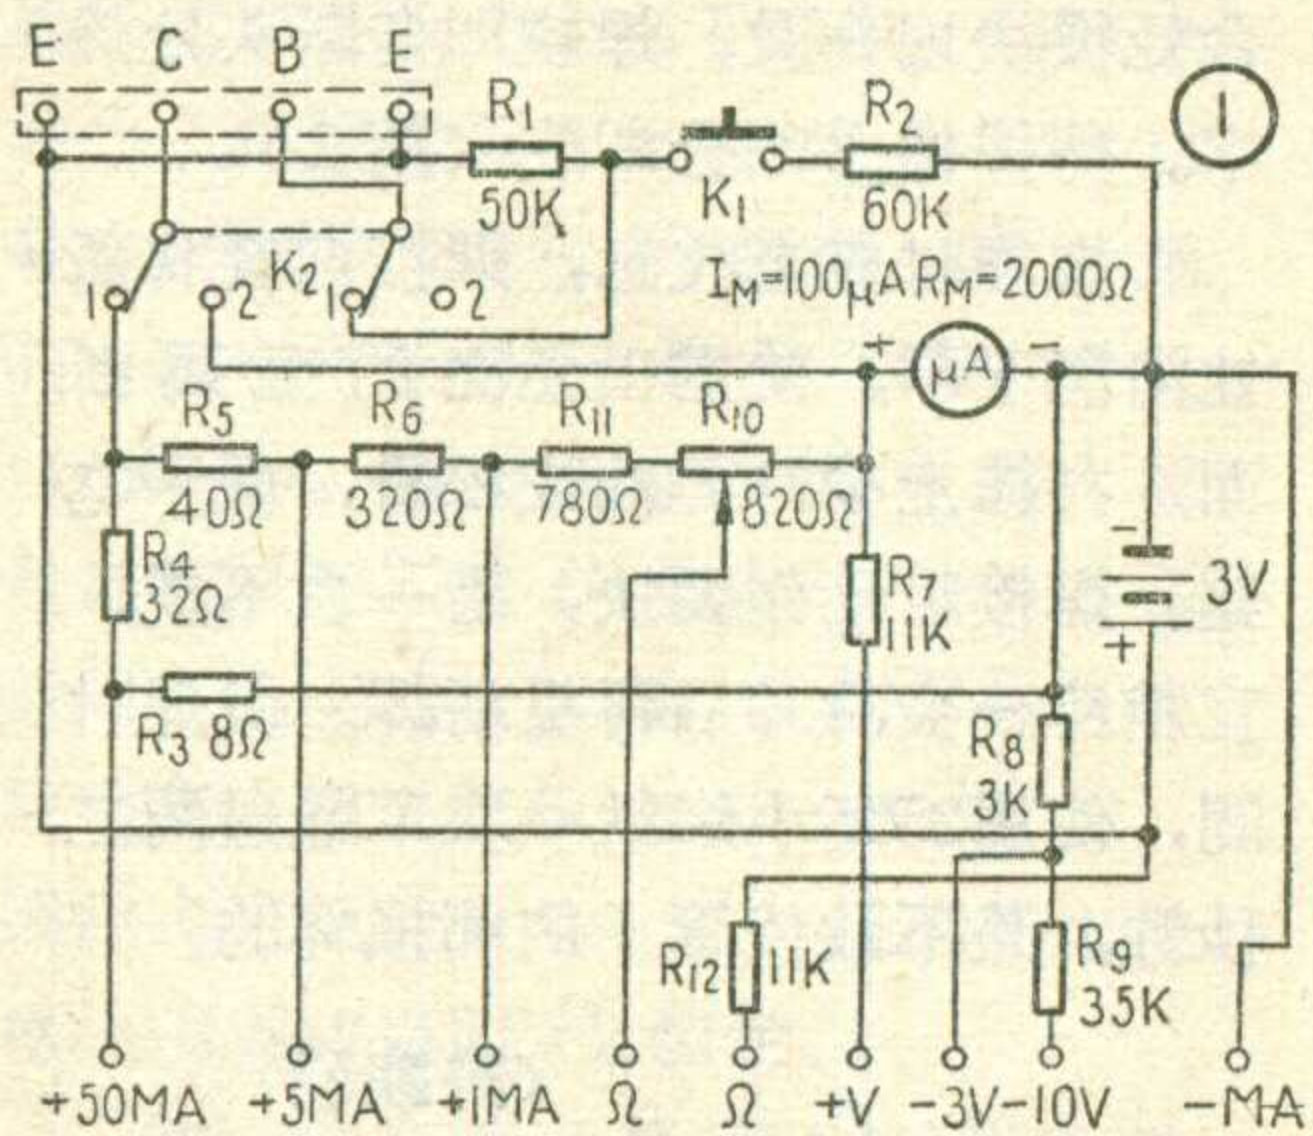 E C B E
R1 R2 1
50K K1 60K
1 2 K2 1 2
IM=100μA RM=2000Ω
+ μA −
R5 R6 R11 R10
40Ω 320Ω 780Ω 820Ω
R4
32Ω
R7
11K
− 3V
+
R3 8Ω
R8
3K
R12 11K
R9
35K
+50MA +5MA +1MA Ω Ω +V -3V -10V -MA